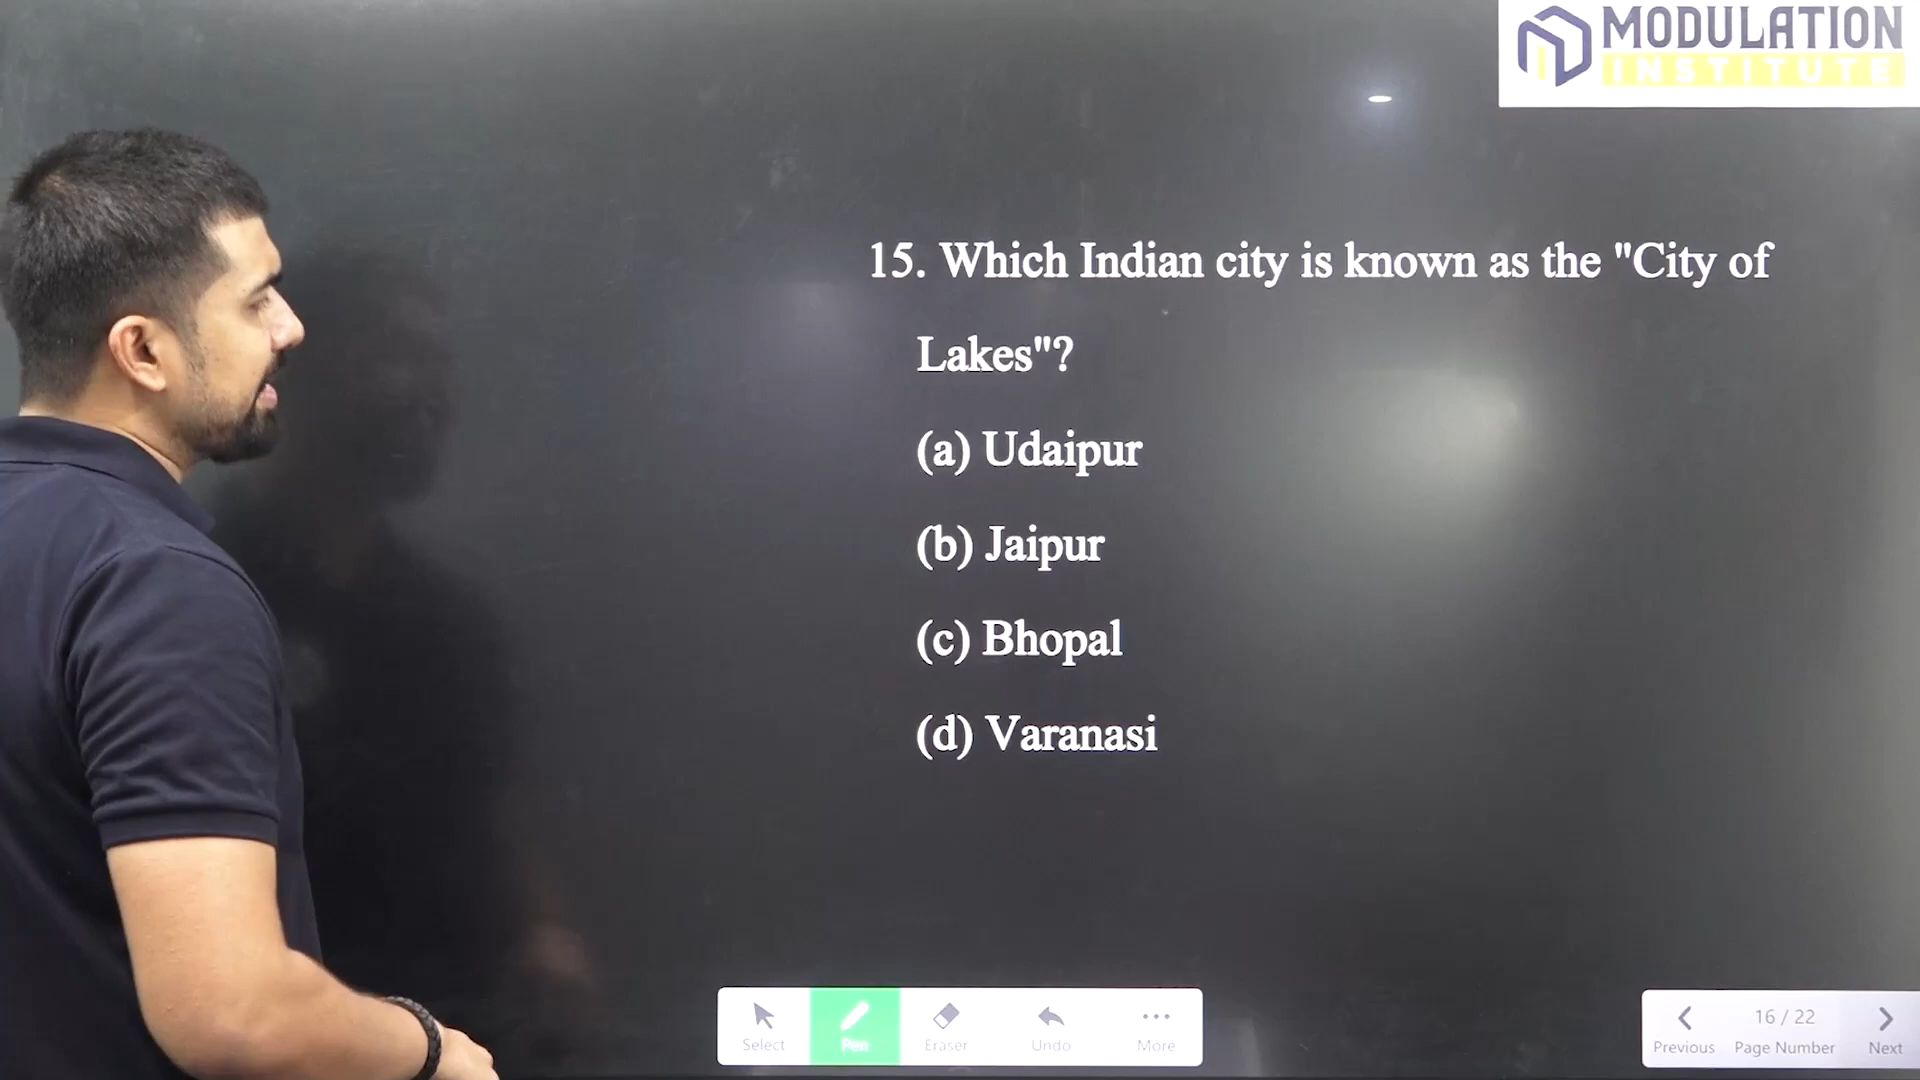 MODULATION
INSTITUTE
15. Which Indian city is known as the "City of
Lakes"?
(a) Udaipur
(b) Jaipur
(c) Bhopal
(d) Varanasi
Select
Pen
Eraser
Undo
More
16 / 22
Previous
Page Number
Next